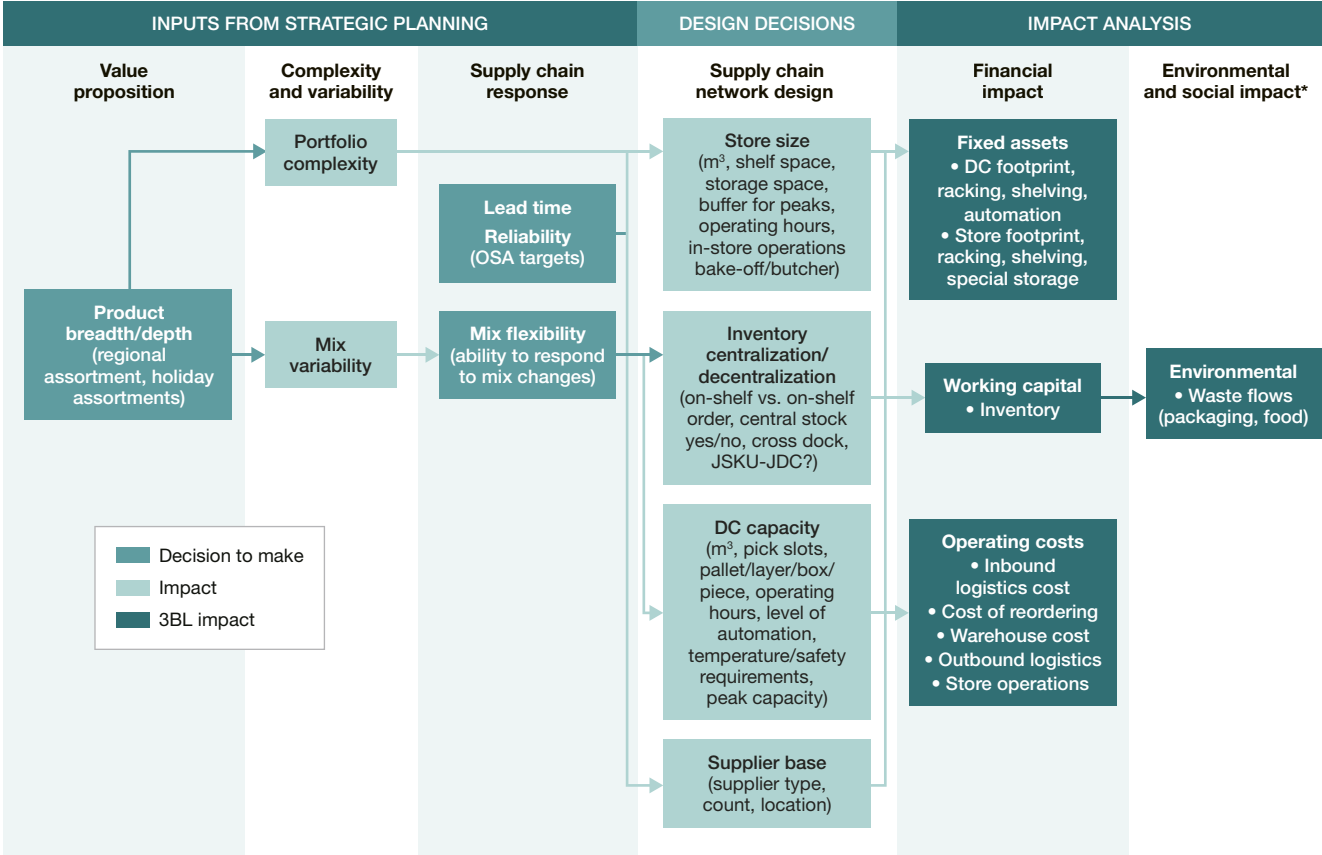 INPUTS FROM STRATEGIC PLANNING
DESIGN DECISIONS
IMPACT ANALYSIS
Value
proposition
Complexity
and variability
Supply chain
response
Supply chain
network design
Financial
impact
Environmental
and social impact*
Product
breadth/depth
(regional
assortment, holiday
assortments)
Portfolio
complexity
Mix
variability
Lead time
Reliability
(OSA targets)
Mix flexibility
(ability to respond
to mix changes)
Store size
(m³, shelf space,
storage space,
buffer for peaks,
operating hours,
in-store operations
bake-off/butcher)
Inventory
centralization/
decentralization
(on-shelf vs. on-shelf
order, central stock
yes/no, cross dock,
JSKU-JDC?)
DC capacity
(m³, pick slots,
pallet/layer/box/
piece, operating
hours, level of
automation,
temperature/safety
requirements,
peak capacity)
Supplier base
(supplier type,
count, location)
Fixed assets
• DC footprint,
racking, shelving,
automation
• Store footprint,
racking, shelving,
special storage
Working capital
• Inventory
Operating costs
• Inbound
logistics cost
• Cost of reordering
• Warehouse cost
• Outbound logistics
• Store operations
Environmental
• Waste flows
(packaging, food)
Decision to make
Impact
3BL impact